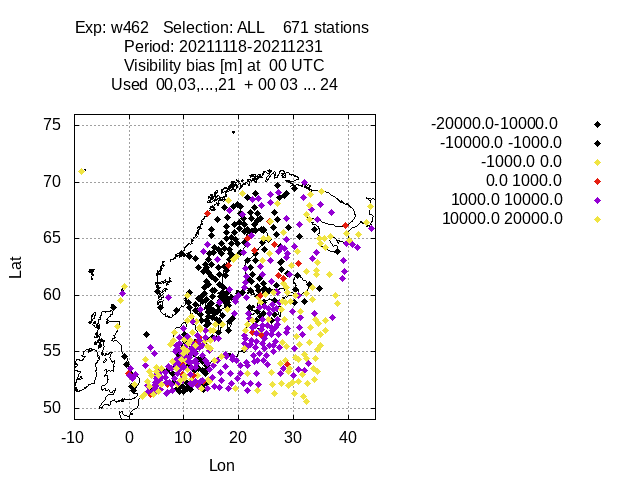 Exp: w462 Selection: ALL 671 stations
Period: 20211118-20211231
Visibility bias [m] at 00 UTC
Used 00,03,...,21 + 00 03 ... 24
-20000.0-10000.0
-10000.0 -1000.0
-1000.0 0.0
0.0 1000.0
1000.0 10000.0
10000.0 20000.0
75
70
65
60
55
50
Lat
-10 0 10 20 30 40
Lon